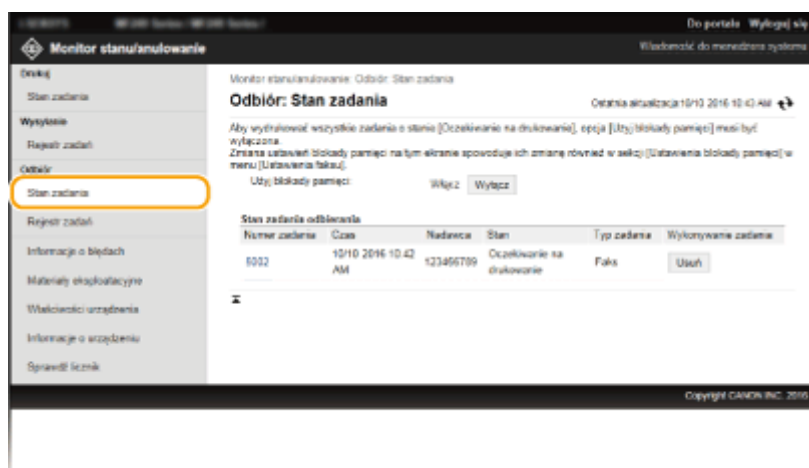 Do portalu Wyloguj się
Monitor stanu/anulowanie
Wiadomość do menedżera systemu
Drukuj
Stan zadania
Wysyłanie
Rejestr zadań
Odbiór
Stan zadania
Rejestr zadań
Informacje o błędach
Materiały eksploatacyjne
Właściwości urządzenia
Informacje o urządzeniu
Sprawdź licznik
Monitor stanu/anulowanie: Odbiór: Stan zadania
Odbiór: Stan zadania
Ostatnia aktualizacja:10/10 2016 10:43 AM
Aby wydrukować wszystkie zadania o stanie [Oczekiwanie na drukowanie], opcja [Użyj blokady pamięci] musi być
wyłączona.
Zmiana ustawień blokady pamięci na tym ekranie spowoduje ich zmianę również w sekcji [Ustawienia blokady pamięci] w
menu [Ustawienia faksu].
Użyj blokady pamięci: Włącz Wyłącz
Stan zadania odbierania
Numer zadania Czas Nadawca Stan Typ zadania Wykonywanie zadania
5002 10/10 2016 10:42 AM 123456789 Oczekiwanie na drukowanie Faks Usuń
Copyright CANON INC. 2016